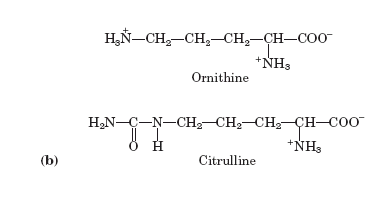 H₃N⁺—CH₂—CH₂—CH₂—CH—COO⁻
⁺NH₃
Ornithine
H₂N—C—N—CH₂—CH₂—CH₂—CH—COO⁻
O H ⁺NH₃
(b) Citrulline